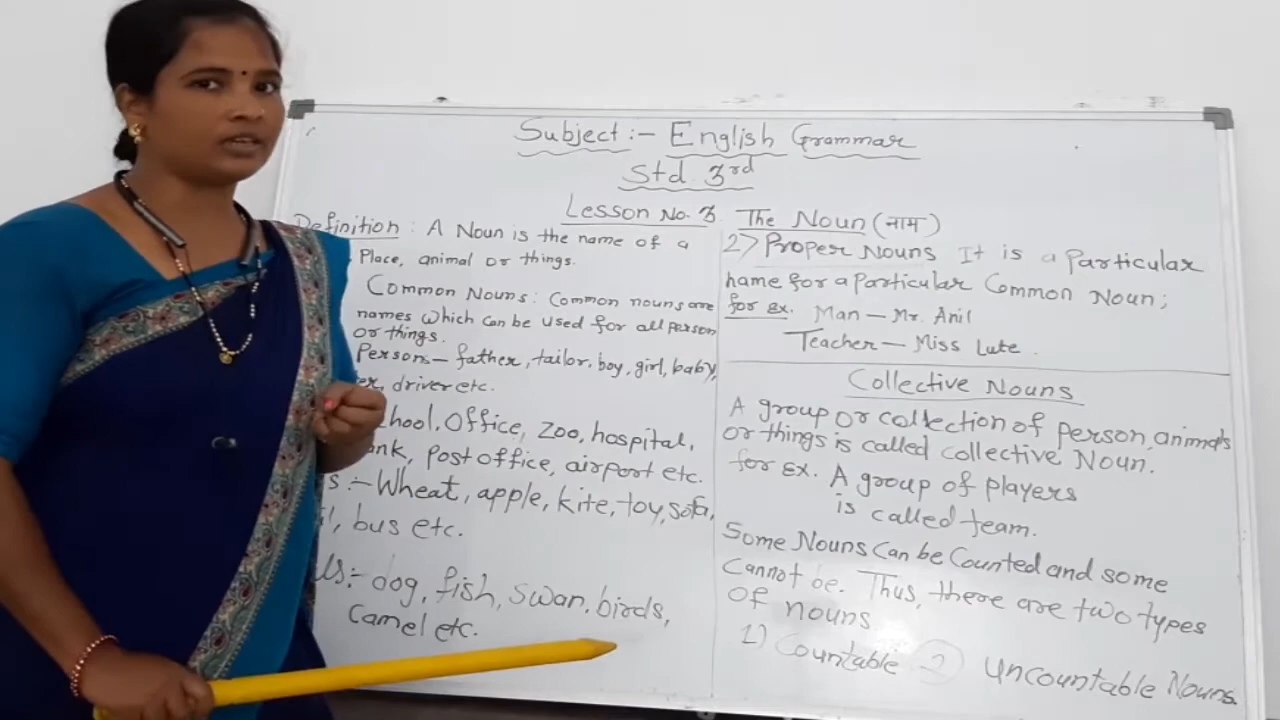 Subject :- English Grammar
Std. 3rd
Lesson No. 3 The Noun (नाम)
Definition : A Noun is the name of a
Place, animal or things.
Common Nouns : Common nouns are
names which can be used for all person
or things.
Person - father, tailor, boy, girl, baby,
driver etc.
Office, Zoo, hospital,
Post office, airport etc.
:- Wheat, apple, kite, toy, sofa,
bus etc.
:- dog, fish, swan, birds,
Camel etc.
2) Proper Nouns It is a Particular
name for a Particular Common Noun;
for ex. Man - Mr. Anil
Teacher - Miss Lute.
Collective Nouns
A group or collection of person, animals
or things is called collective Noun.
for ex. A group of players
is called team.
Some Nouns can be Counted and some
cannot be. Thus, there are two types
of nouns
1) Countable 2) Uncountable Nouns.